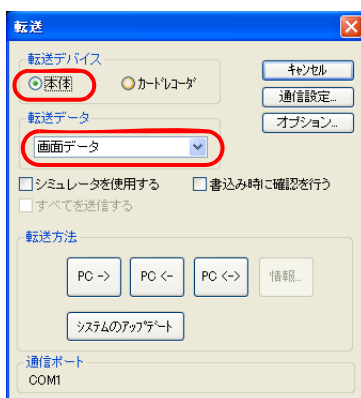 転送
転送デバイス
本体
カードレコーダ
キャンセル
通信設定...
オプション...
転送データ
画面データ
シミュレータを使用する
書込み時に確認を行う
すべてを送信する
転送方法
PC ->
PC <-
PC <->
情報...
システムのアップデート
通信ポート
COM1